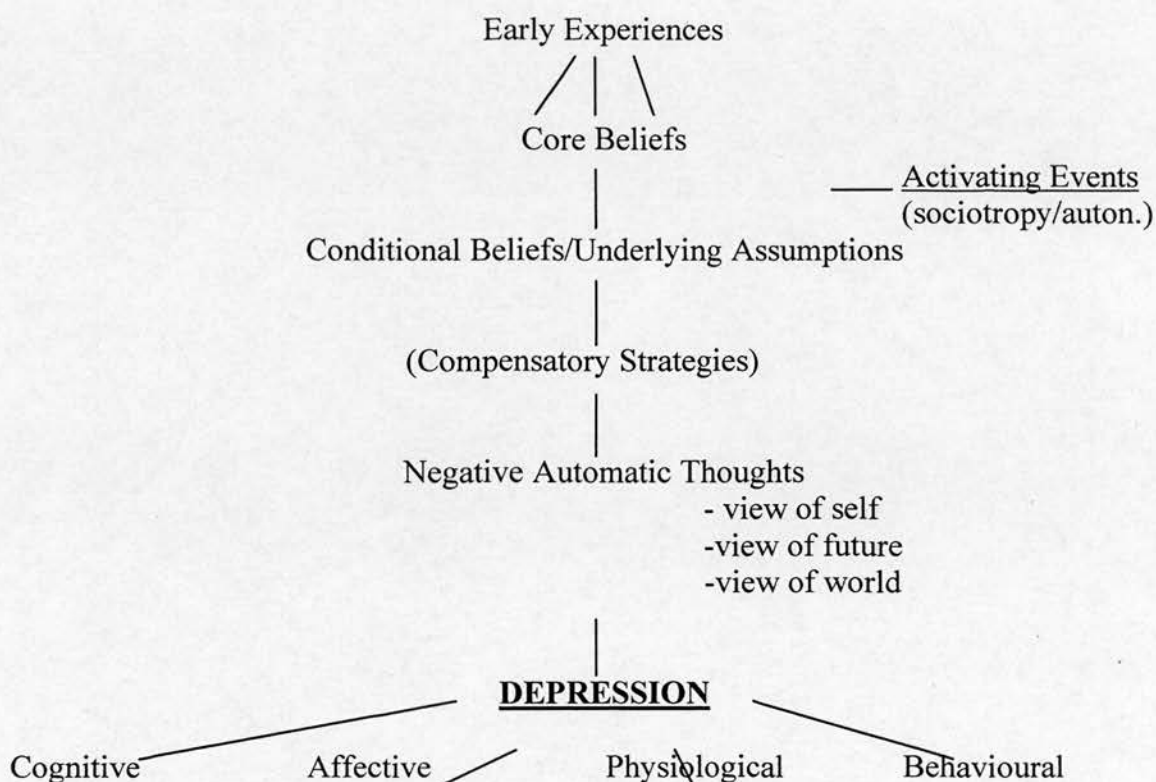 Early Experiences
Core Beliefs
Activating Events
(sociotropy/auton.)
Conditional Beliefs/Underlying Assumptions
(Compensatory Strategies)
Negative Automatic Thoughts
- view of self
-view of future
-view of world
DEPRESSION
Cognitive Affective Physiological Behavioural